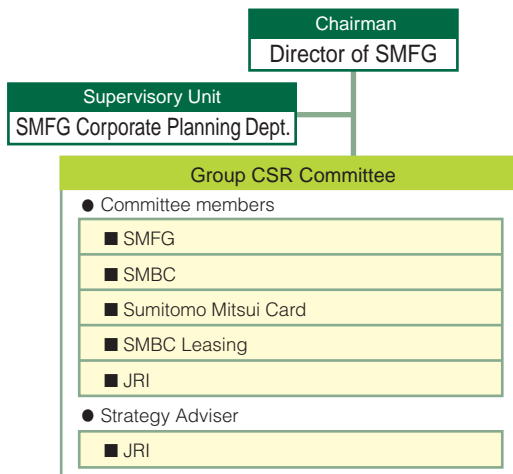 Chairman
Director of SMFG
Supervisory Unit
SMFG Corporate Planning Dept.
Group CSR Committee
● Committee members
■ SMFG
■ SMBC
■ Sumitomo Mitsui Card
■ SMBC Leasing
■ JRI
● Strategy Adviser
■ JRI